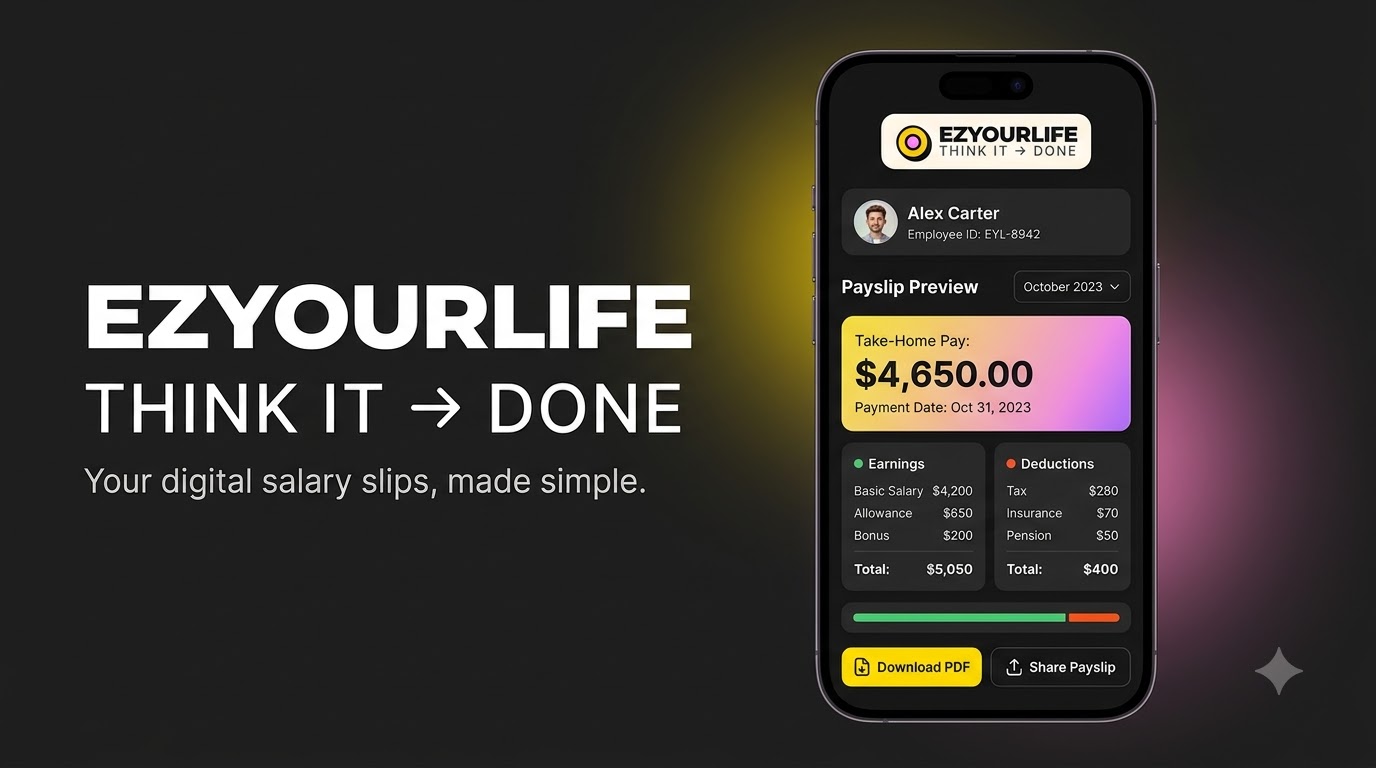 EZYOURLIFE
THINK IT → DONE
Your digital salary slips, made simple.
EZYOURLIFE
THINK IT → DONE
Alex Carter
Employee ID: EYL-8942
Payslip Preview
October 2023
Take-Home Pay:
$4,650.00
Payment Date: Oct 31, 2023
Earnings
Basic Salary $4,200
Allowance $650
Bonus $200
Total: $5,050
Deductions
Tax $280
Insurance $70
Pension $50
Total: $400
Download PDF
Share Payslip